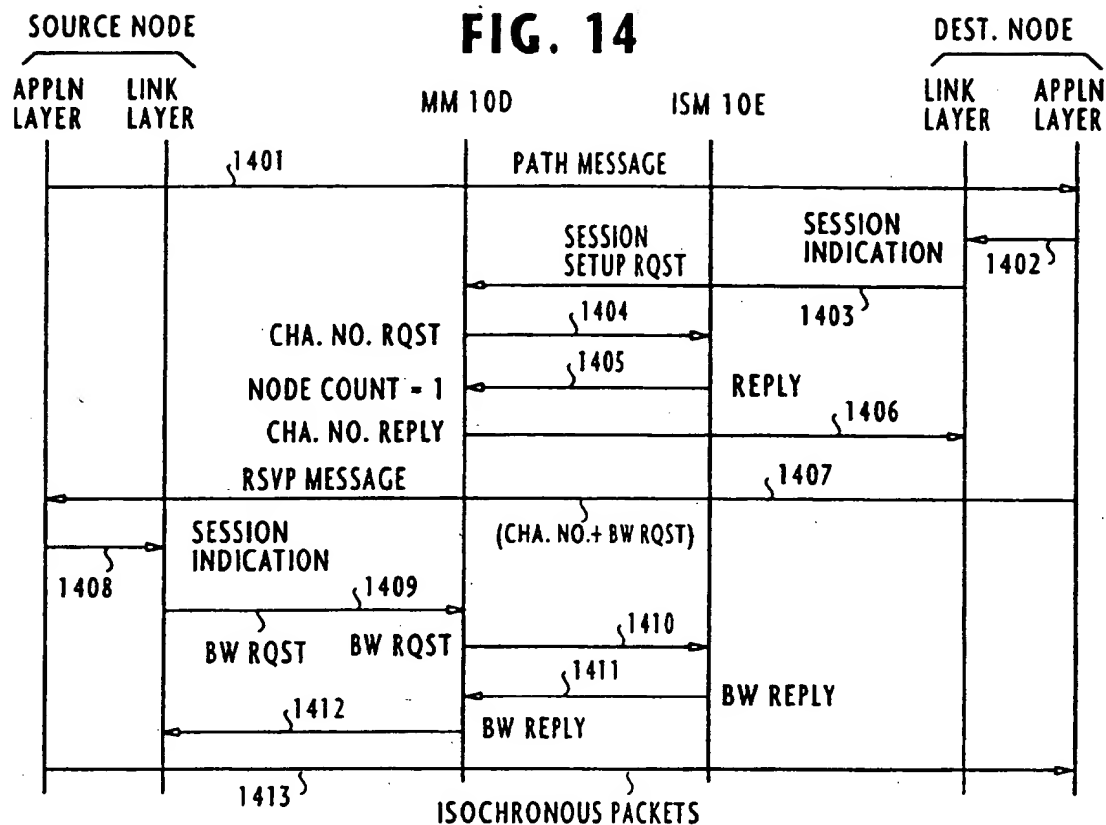 FIG. 14
SOURCE NODE
DEST. NODE
APPLN LAYER
LINK LAYER
MM 10D
ISM 10E
LINK LAYER
APPLN LAYER
1401
PATH MESSAGE
SESSION INDICATION
1402
SESSION SETUP RQST
1403
CHA. NO. RQST
1404
NODE COUNT = 1
1405
REPLY
CHA. NO. REPLY
1406
RSVP MESSAGE
1407
(CHA. NO.+ BW RQST)
SESSION INDICATION
1408
1409
BW RQST
BW RQST
1410
1411
BW REPLY
1412
BW REPLY
1413
ISOCHRONOUS PACKETS